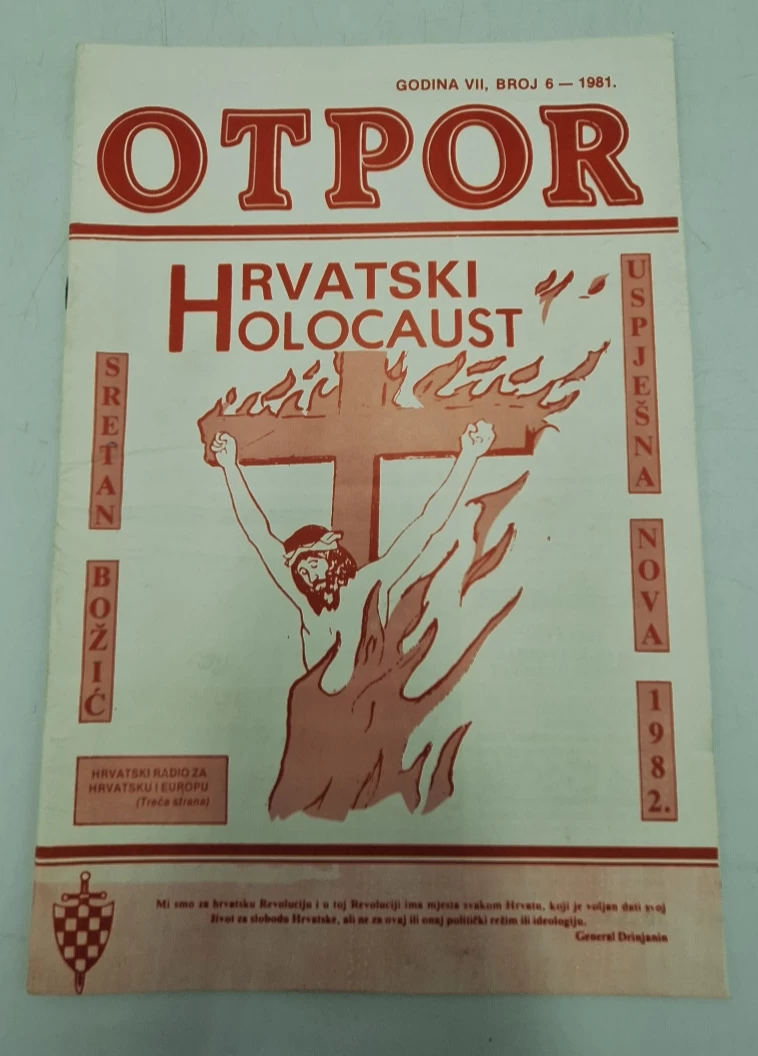 GODINA VII, BROJ 6 — 1981.
OTPOR
HRVATSKI
HOLOCAUST
SRETAN
BOŽIĆ
USPJEŠNA
NOVA
1982.
HRVATSKI RADIO ZA
HRVATSKU I EUROPU
(Treća strana)
Mi smo za hrvatsku Revoluciju i u toj Revoluciji ima mjesta svakom Hrvatu, koji je voljan dati svoj
život za slobodu Hrvatske, ali ne za ovaj ili onaj politički režim ili ideologiju.
General Drinjanin